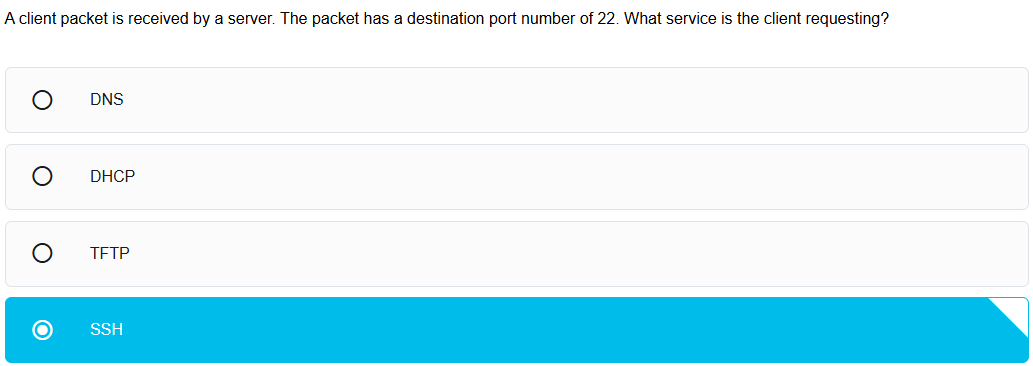 A client packet is received by a server. The packet has a destination port number of 22. What service is the client requesting?
DNS
DHCP
TFTP
SSH